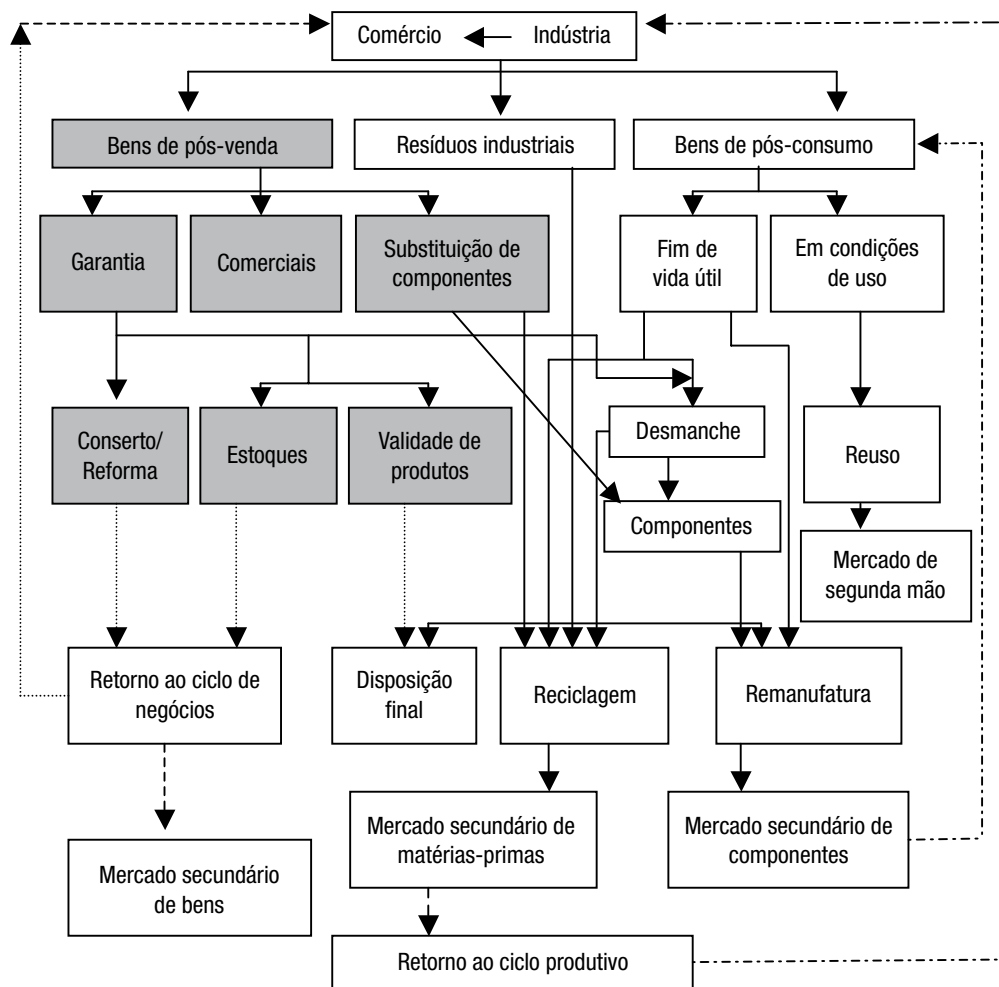 Comércio Indústria
Bens de pós-venda
Resíduos industriais
Bens de pós-consumo
Garantia
Comerciais
Substituição de
componentes
Fim de
vida útil
Em condições
de uso
Conserto/
Reforma
Estoques
Validade de
produtos
Desmanche
Reuso
Componentes
Mercado de
segunda mão
Retorno ao ciclo de
negócios
Disposição
final
Reciclagem
Remanufatura
Mercado secundário
de bens
Mercado secundário de
matérias-primas
Mercado secundário de
componentes
Retorno ao ciclo produtivo